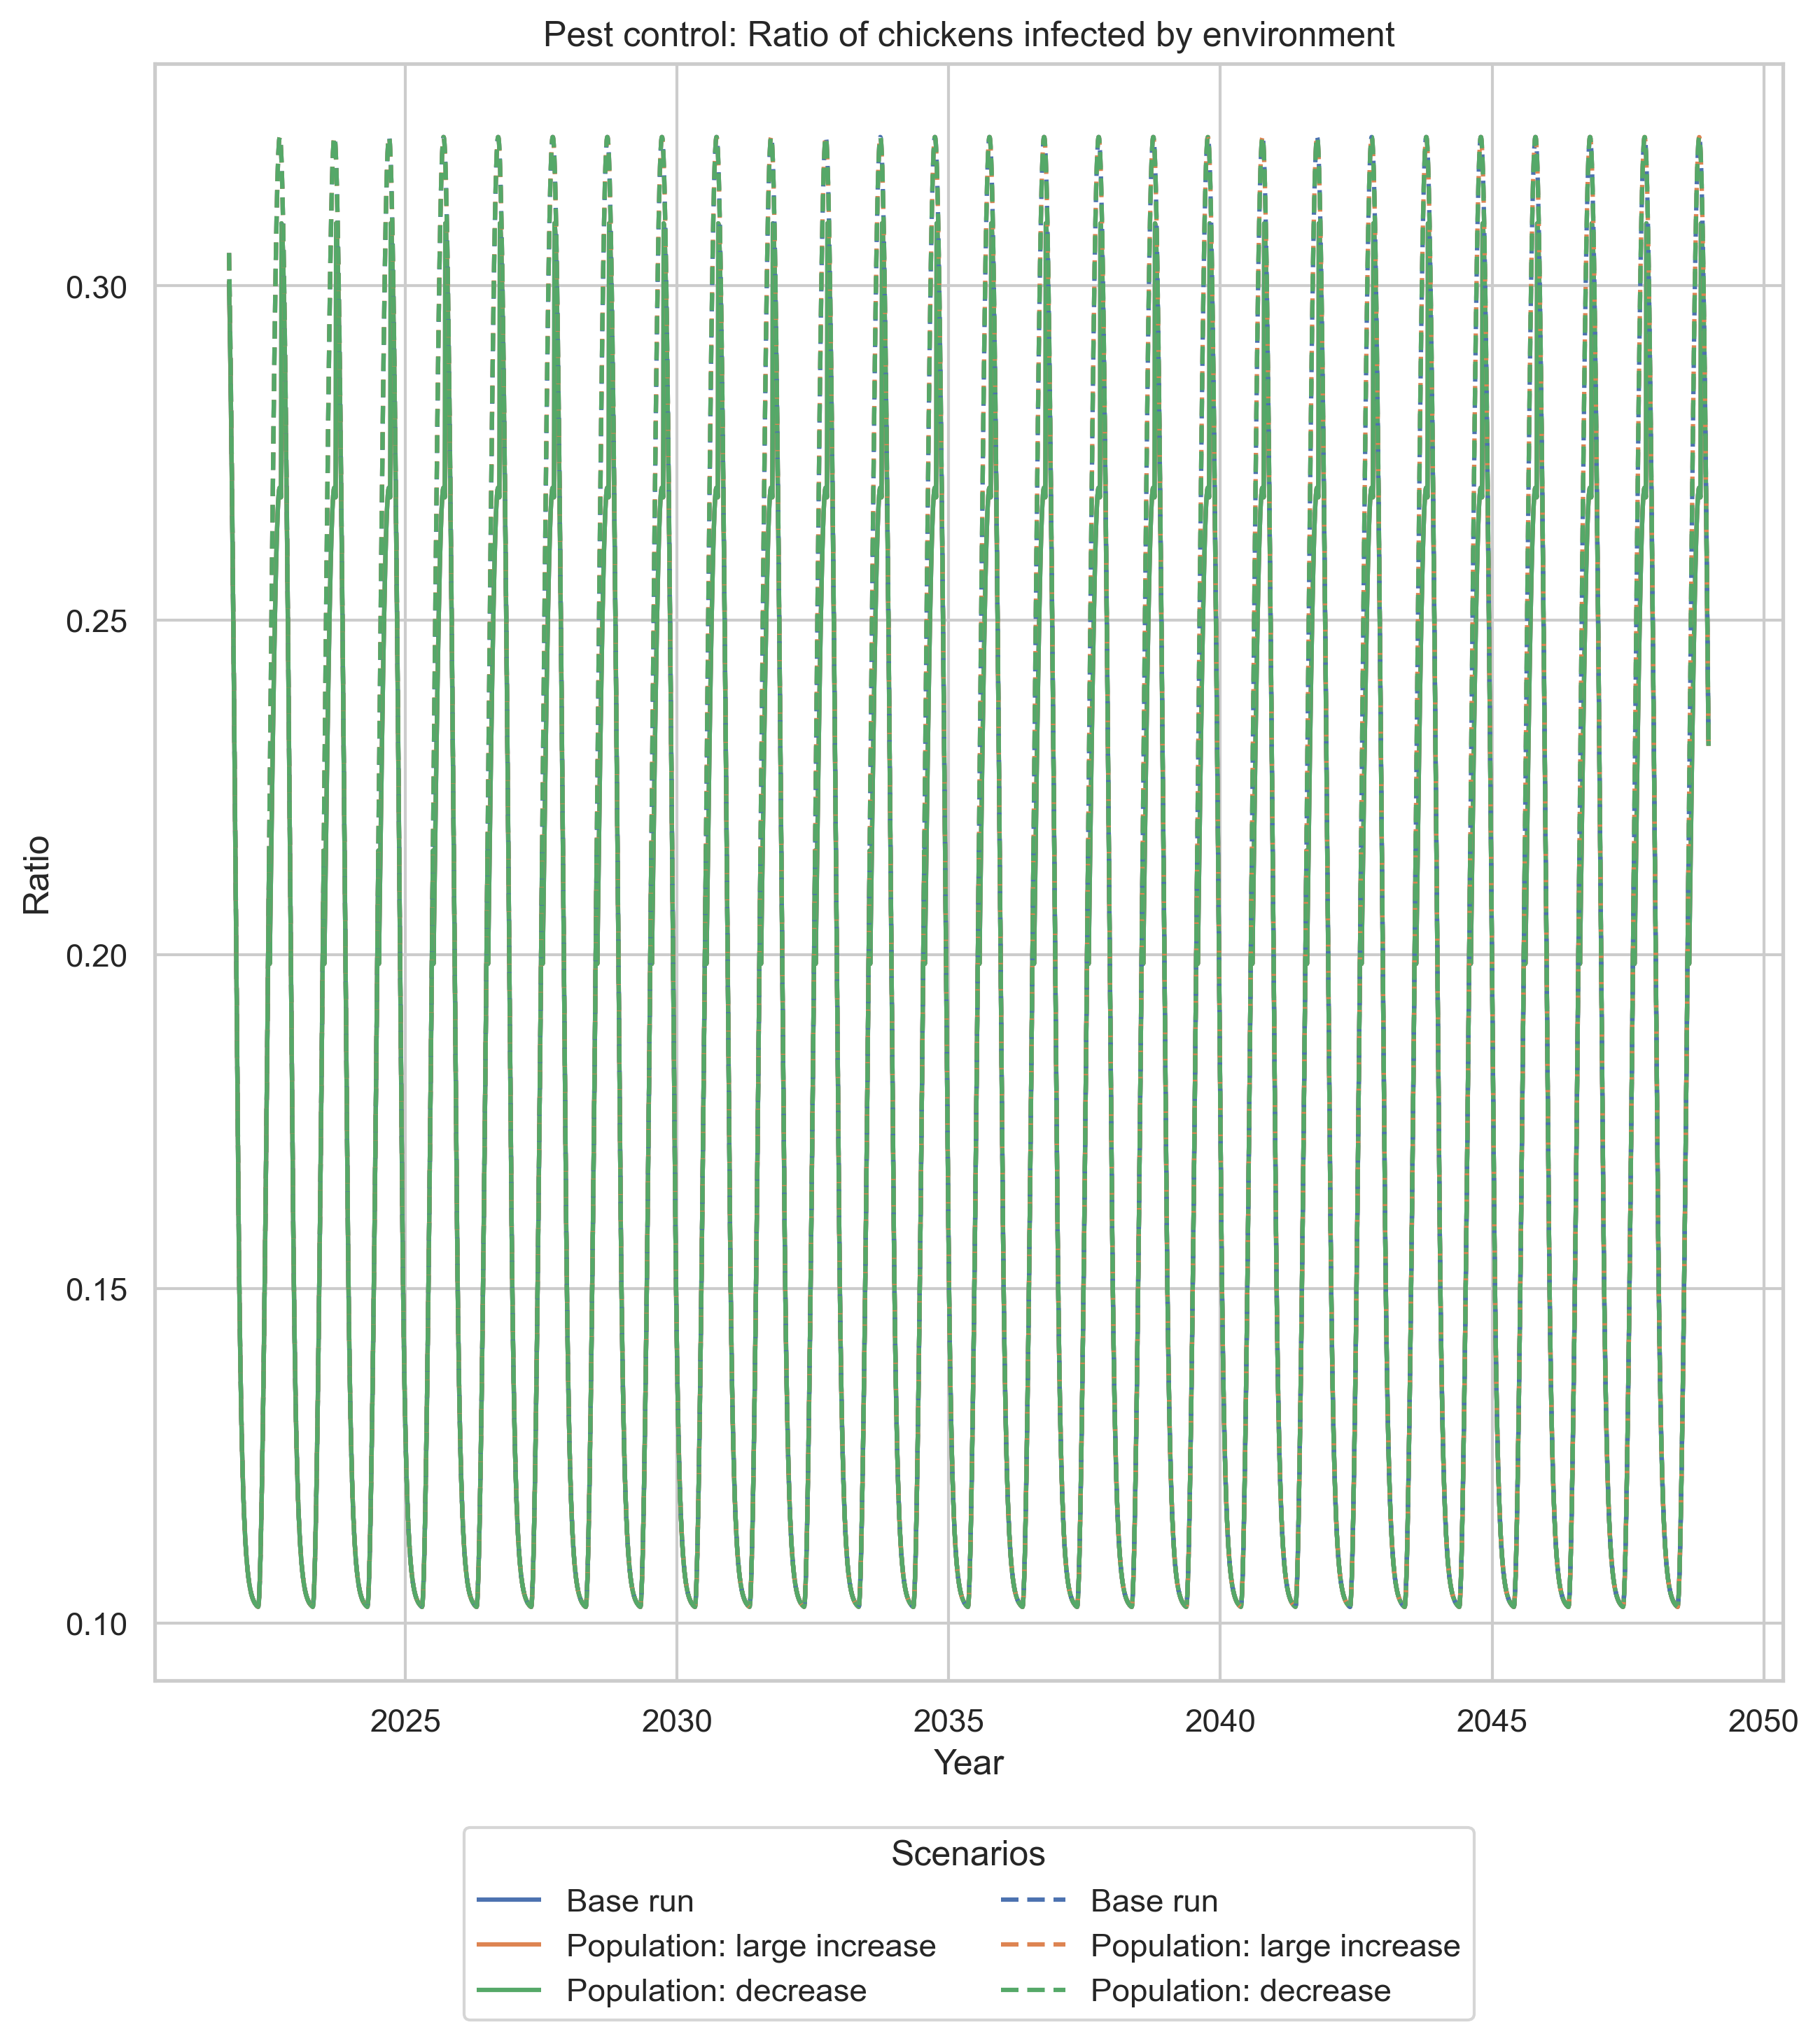 Pest control: Ratio of chickens infected by environment
0.30
0.25
0.20
0.15
0.10
Ratio
2025 2030 2035 2040 2045 2050
Year
Scenarios
Base run Base run
Population: large increase Population: large increase
Population: decrease Population: decrease